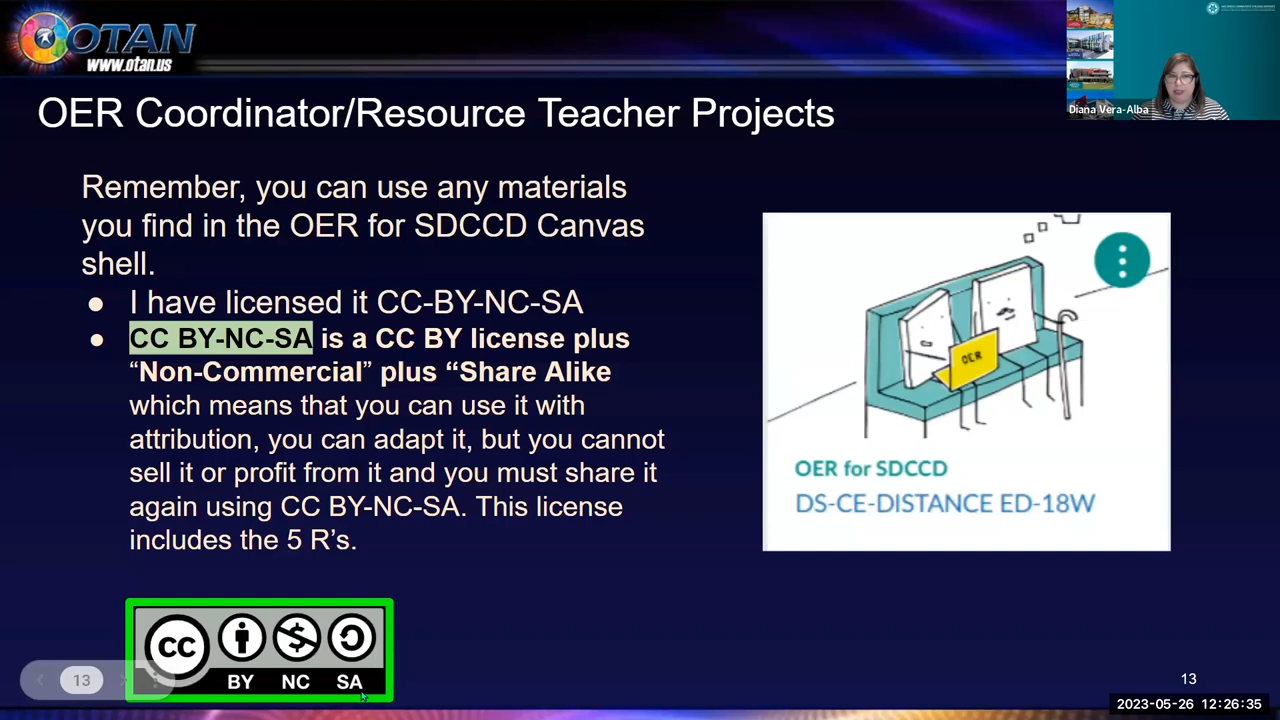 OTAN
www.otan.us
Diana Vera-Alba
OER Coordinator/Resource Teacher Projects
Remember, you can use any materials
you find in the OER for SDCCD Canvas
shell.
● I have licensed it CC-BY-NC-SA
● CC BY-NC-SA is a CC BY license plus
“Non-Commercial” plus “Share Alike
which means that you can use it with
attribution, you can adapt it, but you cannot
sell it or profit from it and you must share it
again using CC BY-NC-SA. This license
includes the 5 R’s.
OER
OER for SDCCD
DS-CE-DISTANCE ED-18W
CC
BY NC SA
13
13
2023-05-26 12:26:35